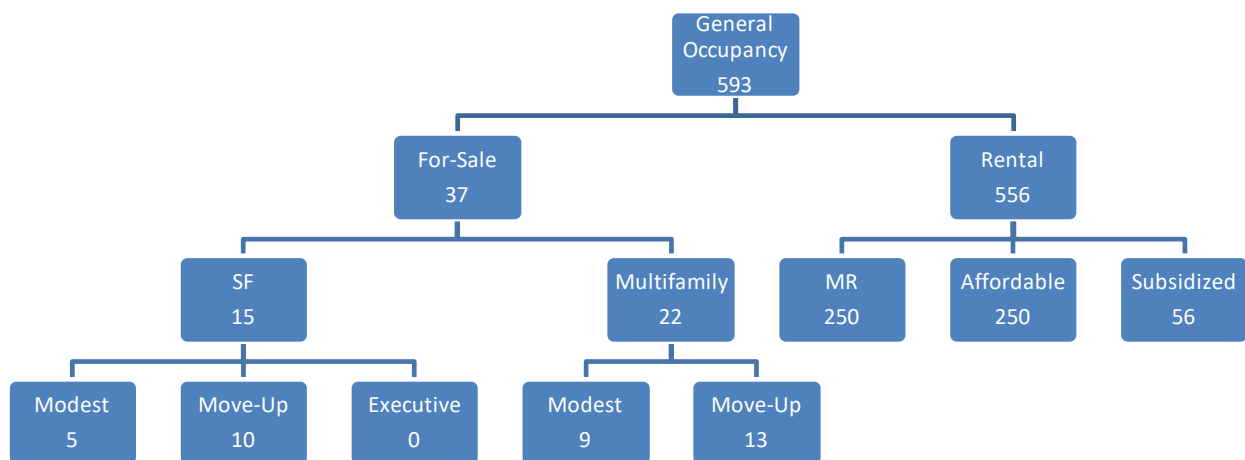 General
Occupancy
593
For-Sale
37
Rental
556
SF
15
Multifamily
22
MR
250
Affordable
250
Subsidized
56
Modest
5
Move-Up
10
Executive
0
Modest
9
Move-Up
13